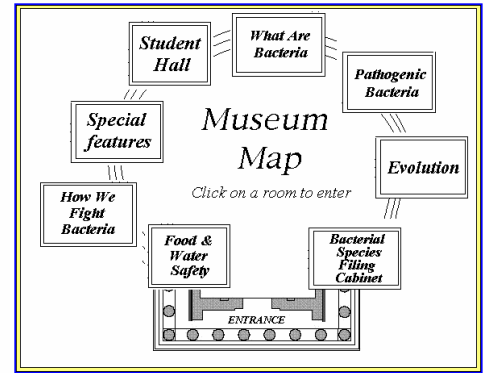 What Are
Bacteria
Student
Hall
Pathogenic
Bacteria
Special
features
Museum
Map
Evolution
Click on a room to enter
How We
Fight
Bacteria
Food &
Water
Safety
Bacterial
Species
Filing
Cabinet
ENTRANCE